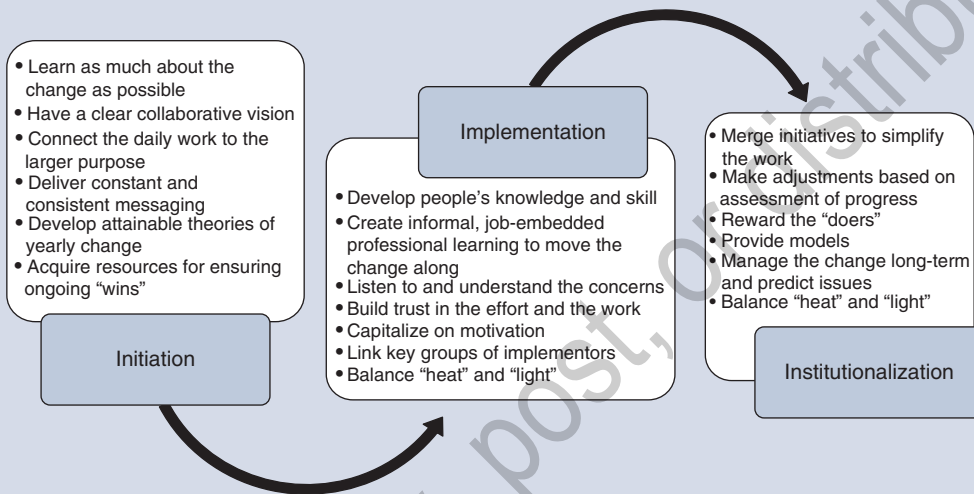 • Learn as much about the
change as possible
• Have a clear collaborative vision
• Connect the daily work to the
larger purpose
• Deliver constant and
consistent messaging
• Develop attainable theories of
yearly change
• Acquire resources for ensuring
ongoing “wins”
Initiation
Implementation
• Develop people’s knowledge and skill
• Create informal, job-embedded
professional learning to move the
change along
• Listen to and understand the concerns
• Build trust in the effort and the work
• Capitalize on motivation
• Link key groups of implementors
• Balance “heat” and “light”
• Merge initiatives to simplify
the work
• Make adjustments based on
assessment of progress
• Reward the “doers”
• Provide models
• Manage the change long-term
and predict issues
• Balance “heat” and “light”
Institutionalization
post, or